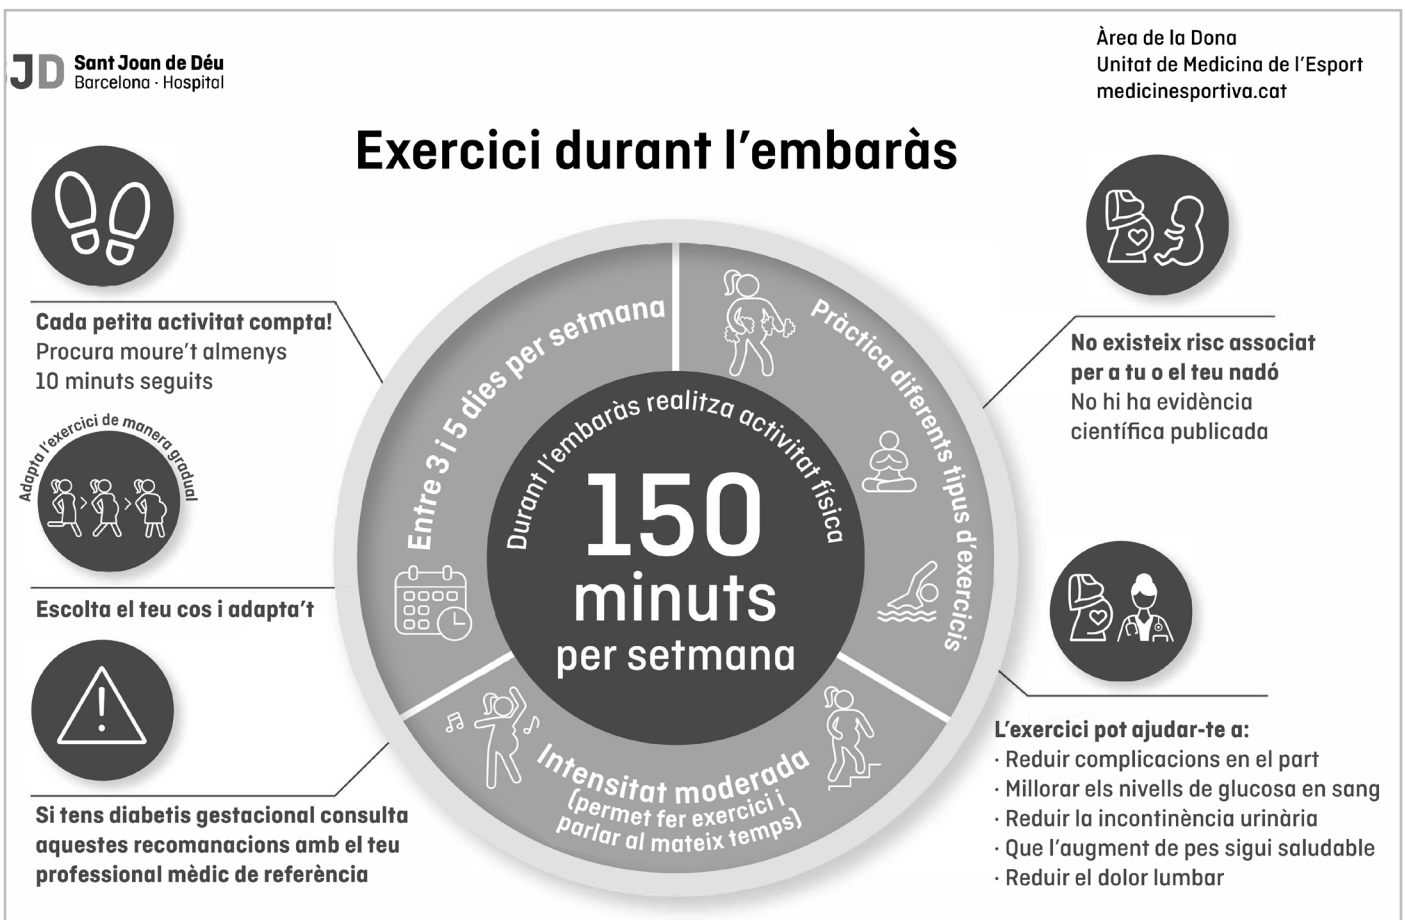 JD
Sant Joan de Déu
Barcelona · Hospital
Àrea de la Dona
Unitat de Medicina de l'Esport
medicinesportiva.cat
Exercici durant l'embaràs
Cada petita activitat compta!
Procura moure't almenys
10 minuts seguits
Adapta l'exercici de manera gradual
Escolta el teu cos i adapta't
Si tens diabetis gestacional consulta
aquestes recomanacions amb el teu
professional mèdic de referència
Entre 3 i 5 dies per setmana
Pràctica diferents tipus d'exercicis
Intensitat moderada
(permet fer exercici i
parlar al mateix temps)
Durant l'embaràs realitza activitat física
150
minuts
per setmana
No existeix risc associat
per a tu o el teu nadó
No hi ha evidència
científica publicada
L'exercici pot ajudar-te a:
· Reduir complicacions en el part
· Millorar els nivells de glucosa en sang
· Reduir la incontinència urinària
· Que l'augment de pes sigui saludable
· Reduir el dolor lumbar